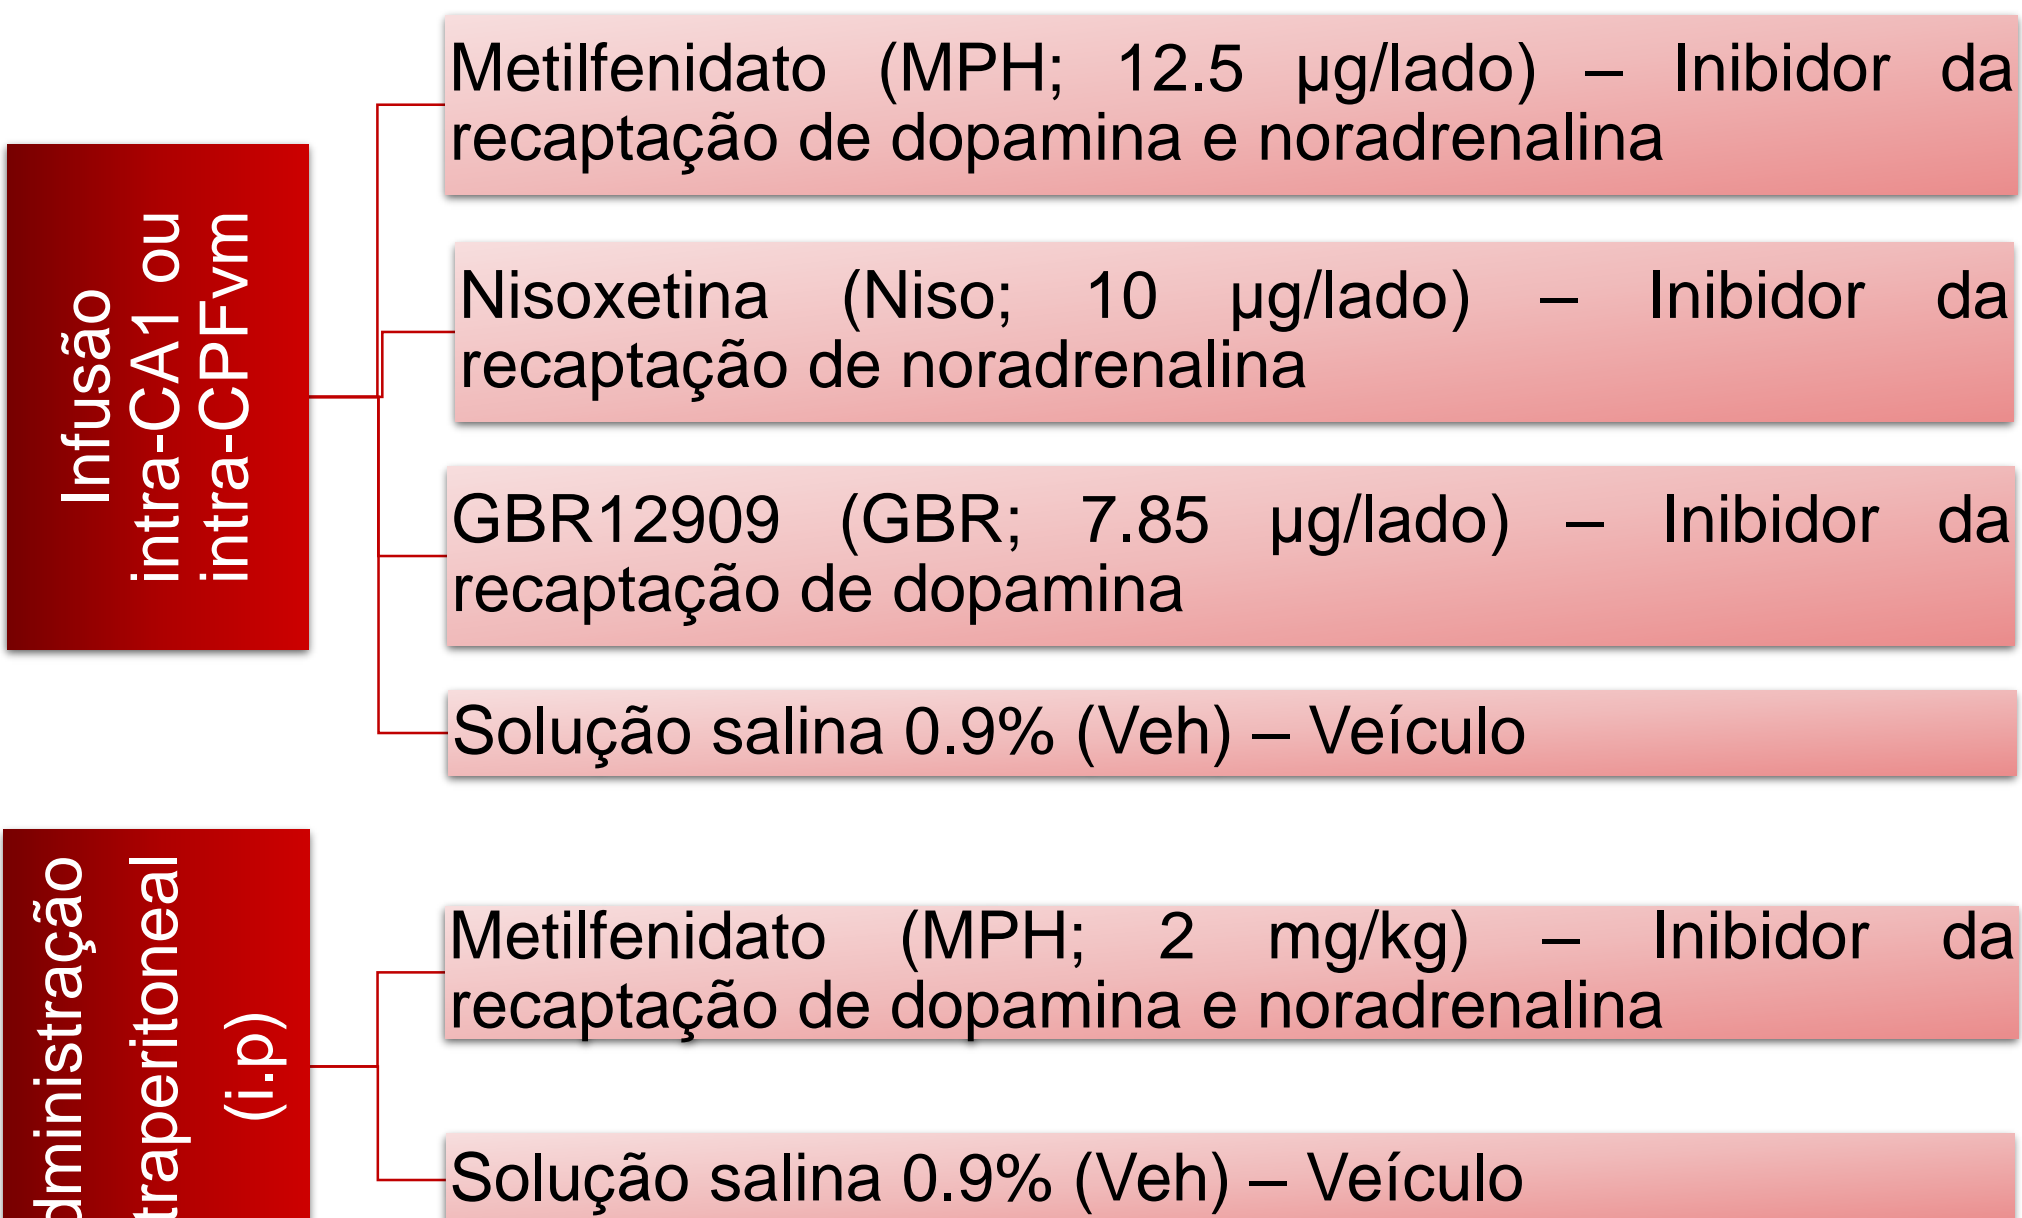 Infusão
intra-CA1 ou
intra-CPFvm
Metilfenidato (MPH; 12.5 µg/lado) – Inibidor da
recaptação de dopamina e noradrenalina
Nisoxetina (Niso; 10 µg/lado) – Inibidor da
recaptação de noradrenalina
GBR12909 (GBR; 7.85 µg/lado) – Inibidor da
recaptação de dopamina
Solução salina 0.9% (Veh) – Veículo
dministração
traperitoneal
(i.p)
Metilfenidato (MPH; 2 mg/kg) – Inibidor da
recaptação de dopamina e noradrenalina
Solução salina 0.9% (Veh) – Veículo